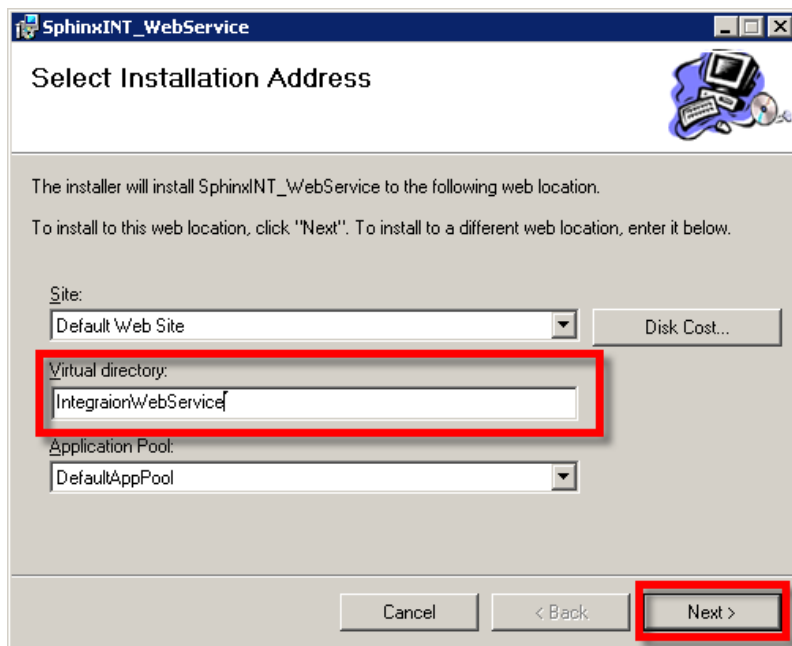 SphinxINT_WebService
Select Installation Address
The installer will install SphinxINT_WebService to the following web location.
To install to this web location, click "Next". To install to a different web location, enter it below.
Site:
Default Web Site
Disk Cost...
Virtual directory:
IntegraionWebService
Application Pool:
DefaultAppPool
Cancel
< Back
Next >